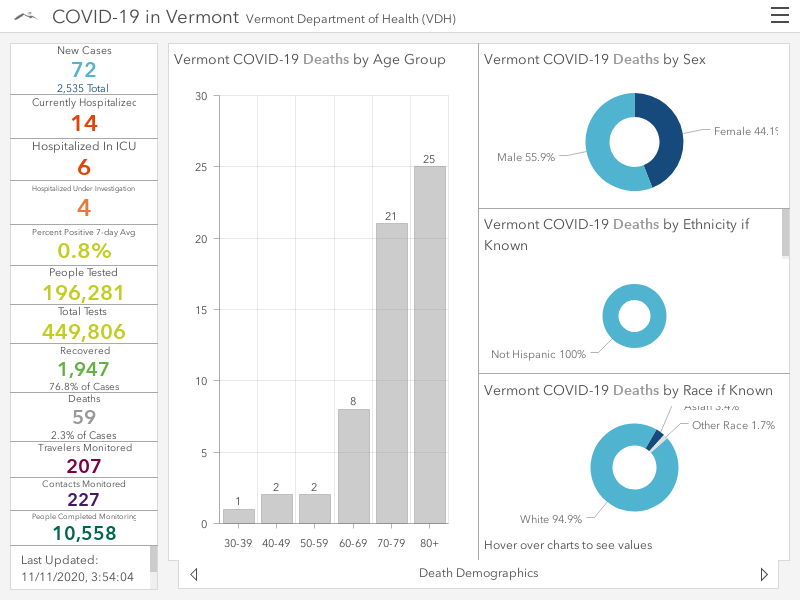 COVID-19 in Vermont Vermont Department of Health (VDH)
New Cases
72
2,535 Total
Currently Hospitalized
14
Hospitalized In ICU
6
Hospitalized Under Investigation
4
Percent Positive 7-day Avg
0.8%
People Tested
196,281
Total Tests
449,806
Recovered
1,947
76.8% of Cases
Deaths
59
2.3% of Cases
Travelers Monitored
207
Contacts Monitored
227
People Completed Monitoring
10,558
Last Updated:
11/11/2020, 3:54:04
Vermont COVID-19 Deaths by Age Group
30
25
20
15
10
5
0
1
2
2
8
21
25
30-39 40-49 50-59 60-69 70-79 80+
Vermont COVID-19 Deaths by Sex
Female 44.1%
Male 55.9%
Vermont COVID-19 Deaths by Ethnicity if
Known
Not Hispanic 100%
Vermont COVID-19 Deaths by Race if Known
Asian 3.4%
Other Race 1.7%
White 94.9%
Hover over charts to see values
Death Demographics